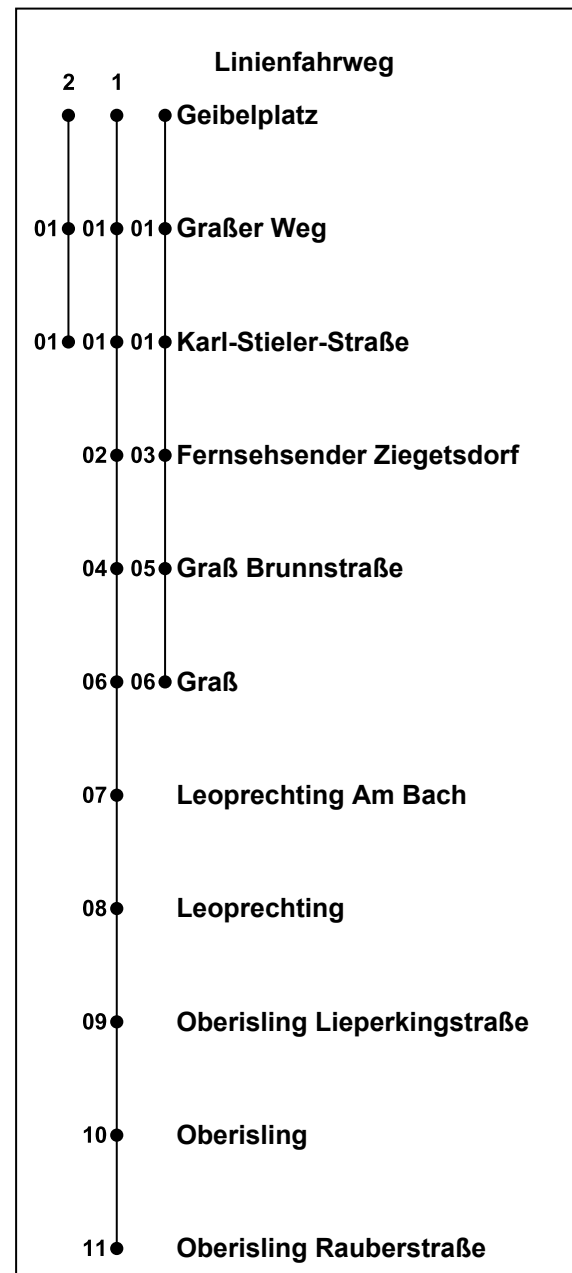 Linienfahrweg
2 1
Geibelplatz
01 01 01 Graßer Weg
01 01 01 Karl-Stieler-Straße
02 03 Fernsehsender Ziegetsdorf
04 05 Graß Brunnstraße
06 06 Graß
07 Leoprechting Am Bach
08 Leoprechting
09 Oberisling Lieperkingstraße
10 Oberisling
11 Oberisling Rauberstraße